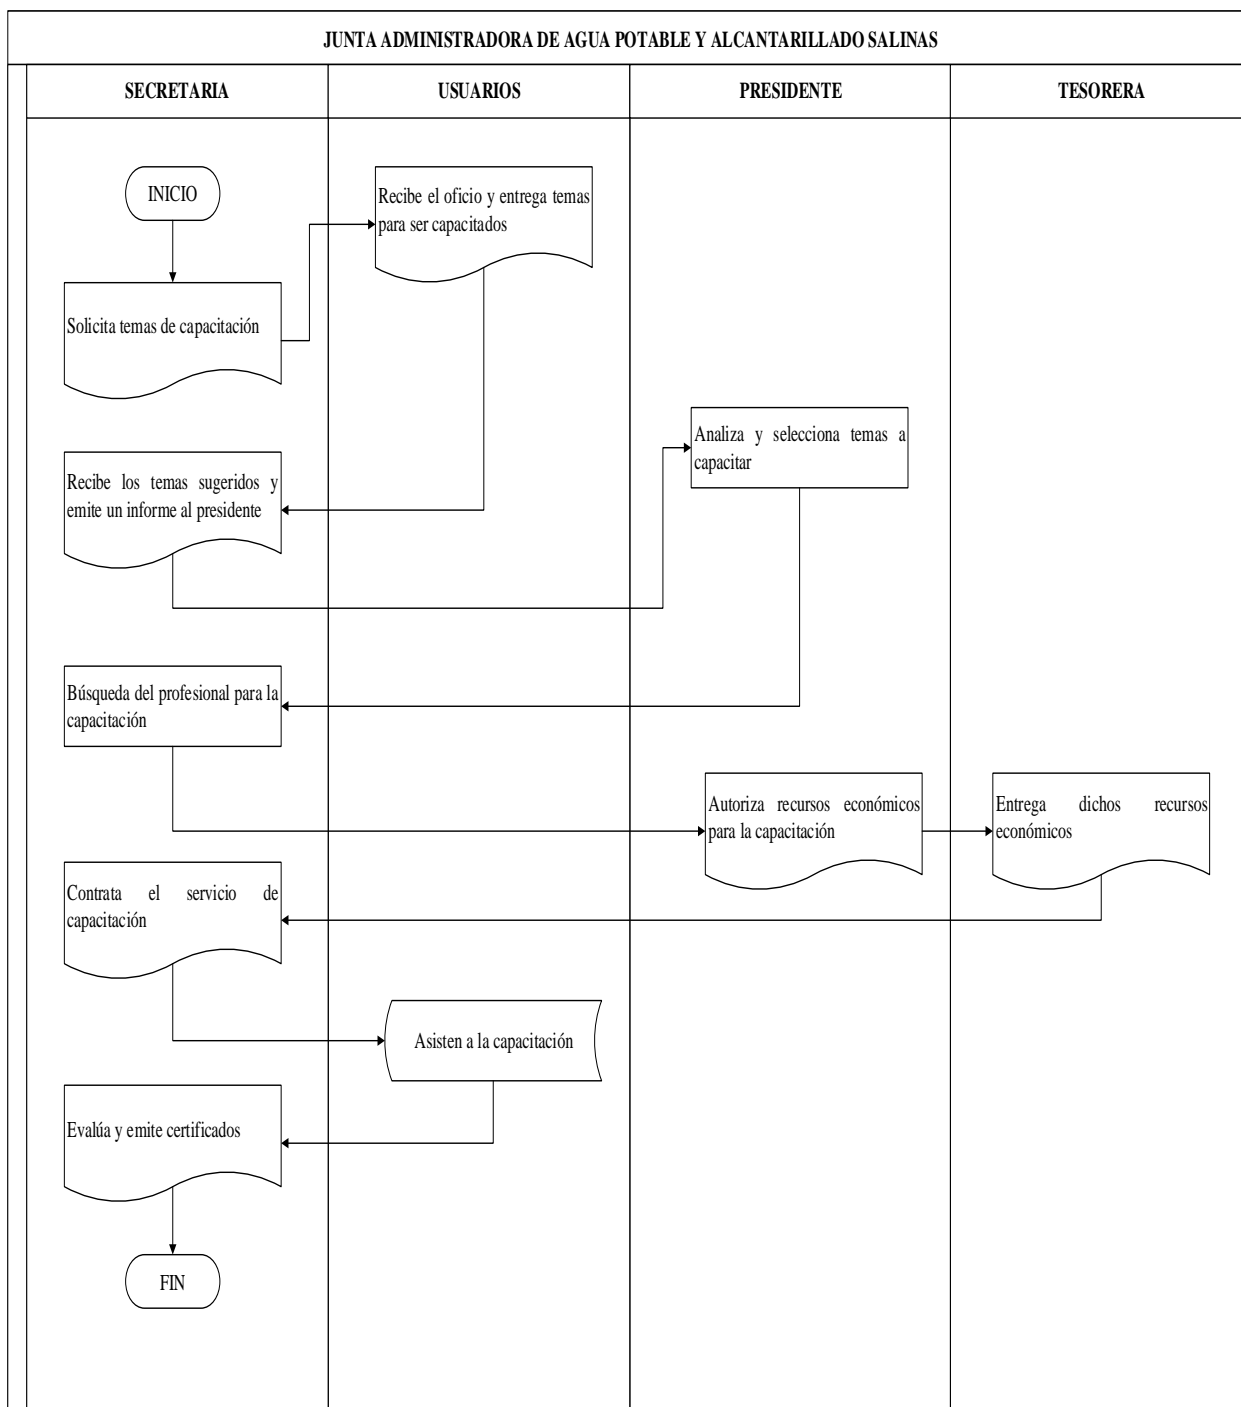 JUNTA ADMINISTRADORA DE AGUA POTABLE Y ALCANTARILLADO SALINAS
SECRETARIA
USUARIOS
PRESIDENTE
TESORERA
INICIO
Recibe el oficio y entrega temas
para ser capacitados
Solicita temas de capacitación
Analiza y selecciona temas a
capacitar
Recibe los temas sugeridos y
emite un informe al presidente
Búsqueda del profesional para la
capacitación
Autoriza recursos económicos
para la capacitación
Entrega dichos recursos
económicos
Contrata el servicio de
capacitación
Asisten a la capacitación
Evalúa y emite certificados
FIN